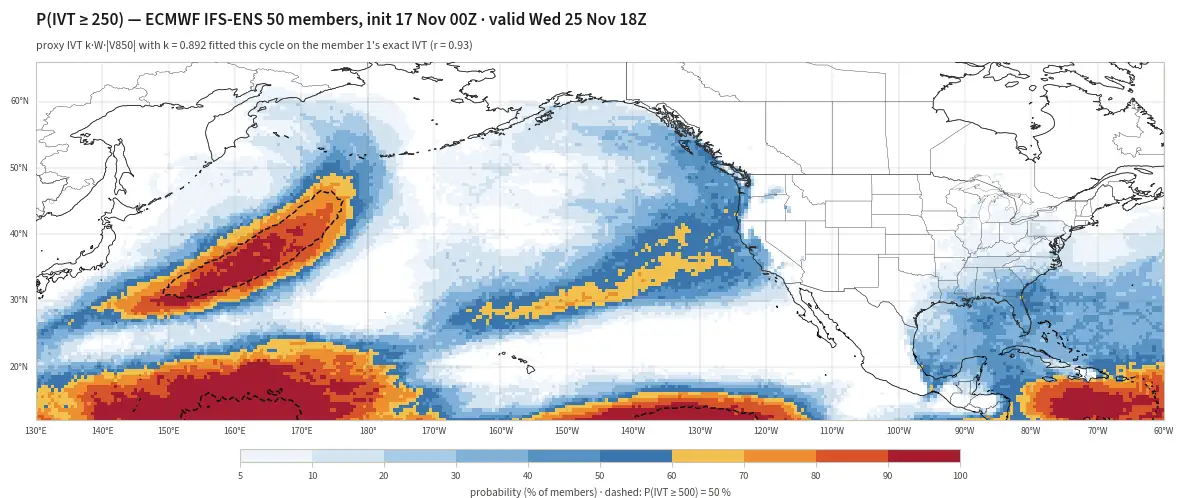 P(IVT ≥ 250) — ECMWF IFS-ENS 50 members, init 17 Nov 00Z · valid Wed 25 Nov 18Z
proxy IVT k·W·|V850| with k = 0.892 fitted this cycle on the member 1's exact IVT (r = 0.93)
60°N
50°N
40°N
30°N
20°N
130°E 140°E 150°E 160°E 170°E 180° 170°W 160°W 150°W 140°W 130°W 120°W 110°W 100°W 90°W 80°W 70°W 60°W
5 10 20 30 40 50 60 70 80 90 100
probability (% of members) · dashed: P(IVT ≥ 500) = 50 %